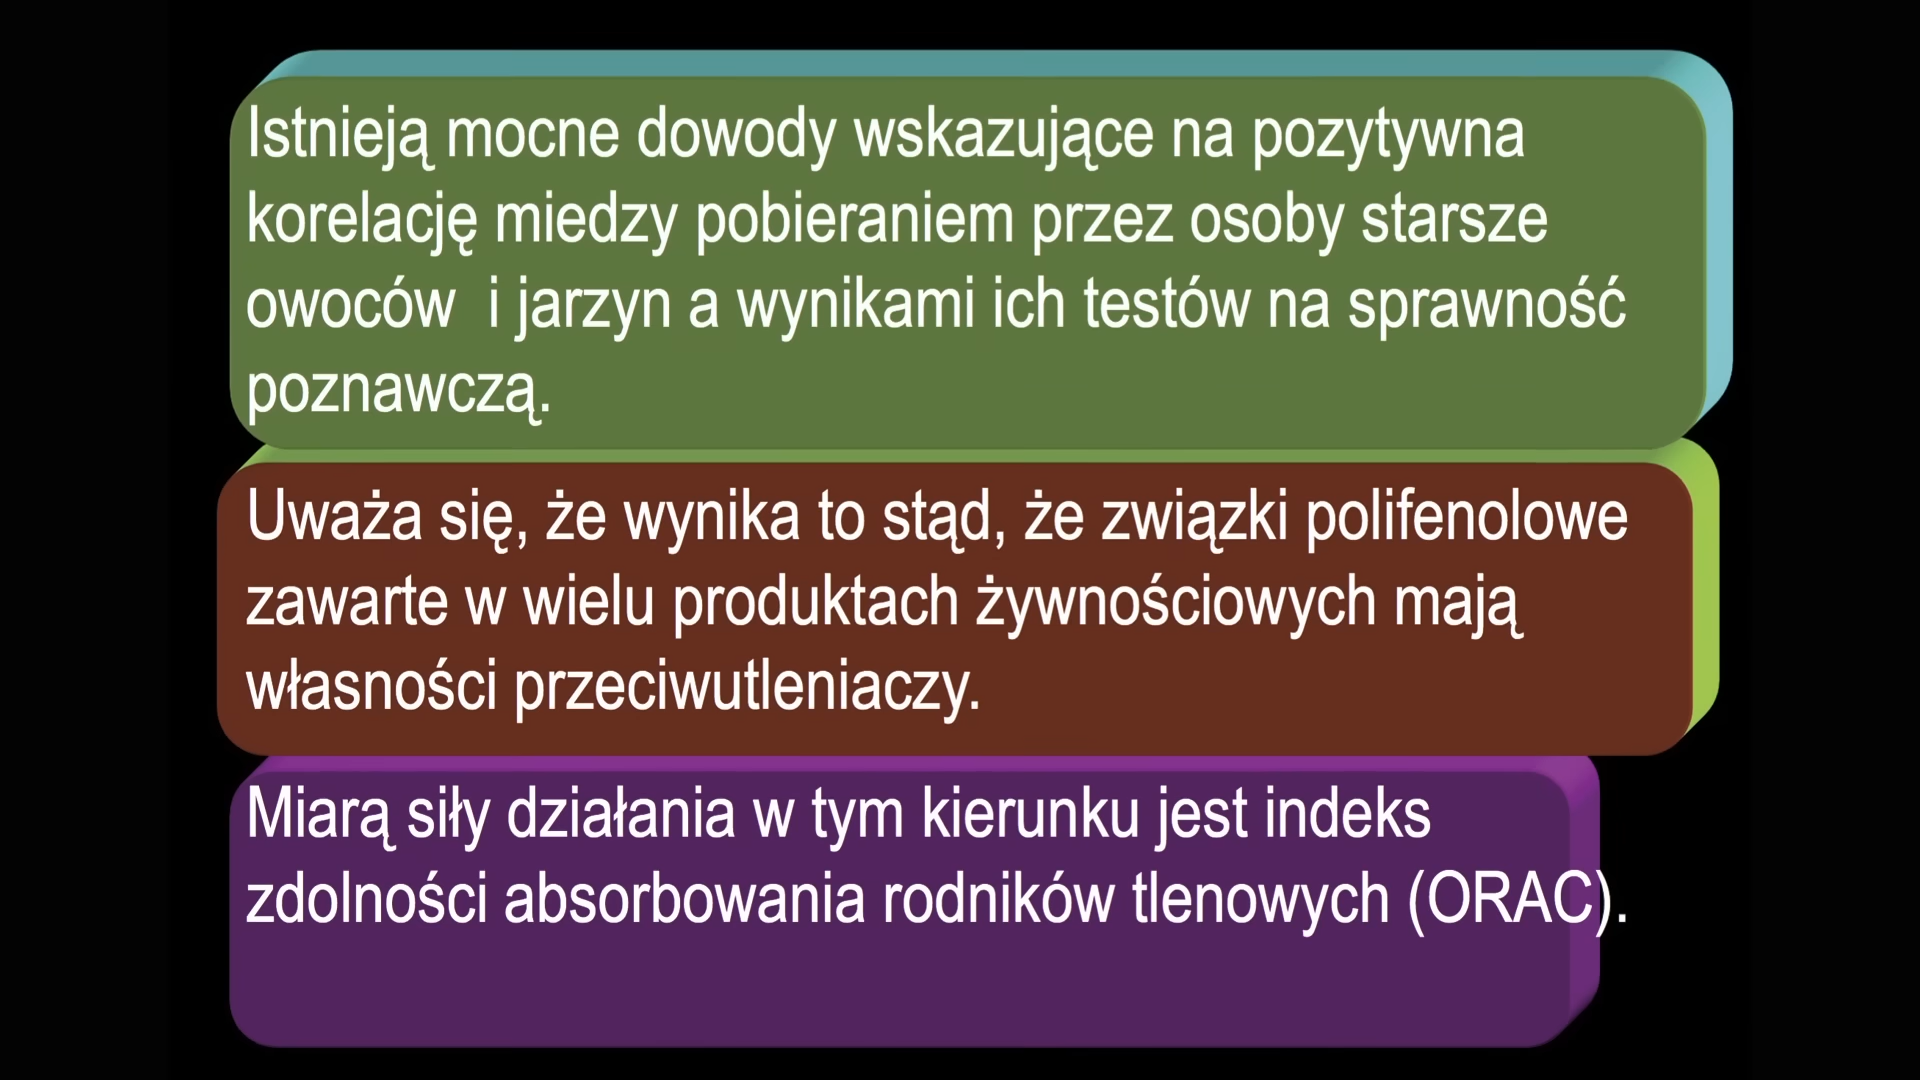 Istnieją mocne dowody wskazujące na pozytywna
korelację miedzy pobieraniem przez osoby starsze
owoców  i jarzyn a wynikami ich testów na sprawność
poznawczą.
Uważa się, że wynika to stąd, że związki polifenolowe
zawarte w wielu produktach żywnościowych mają
własności przeciwutleniaczy.
Miarą siły działania w tym kierunku jest indeks
zdolności absorbowania rodników tlenowych (ORAC).